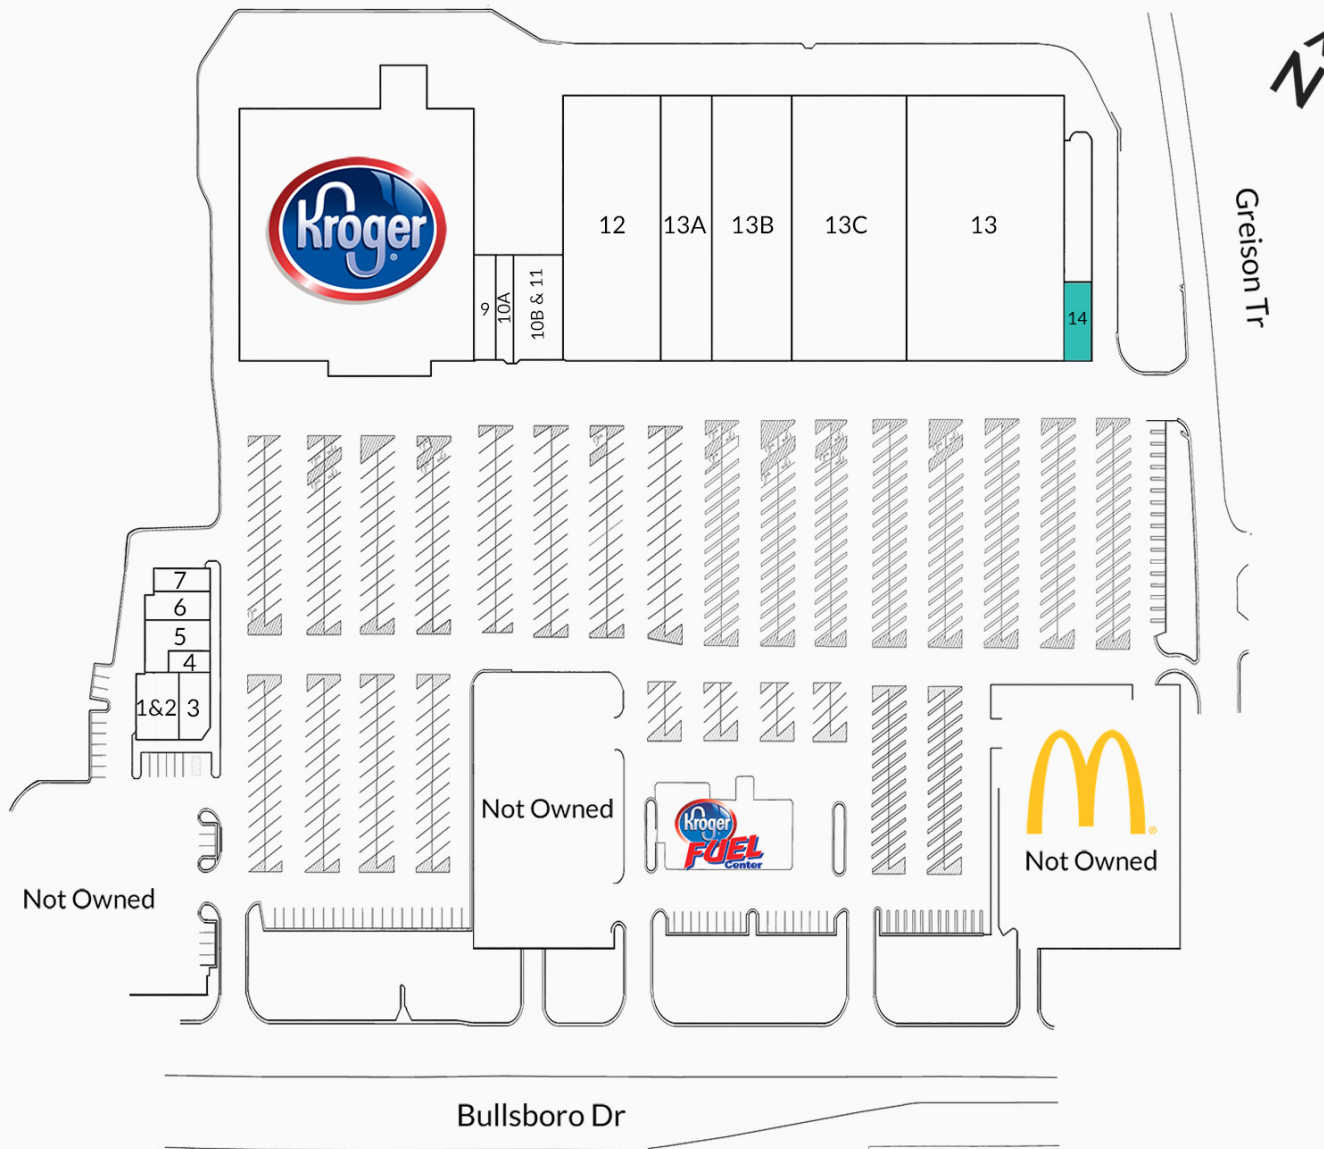 N
Greison Tr
Kroger
®
12
13A
13B
13C
13
9
10A
10B & 11
14
7
6
5
4
1&2
3
Not Owned
Kroger
FUEL
Center
®
Not Owned
Not Owned
Bullsboro Dr